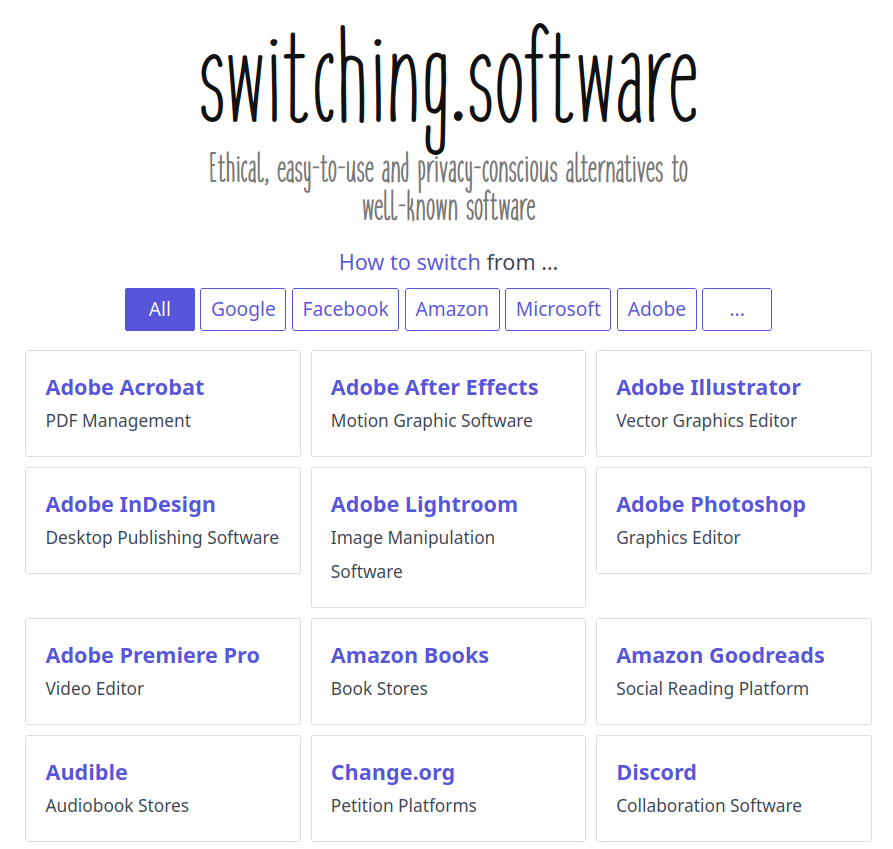 switching.software
Ethical, easy-to-use and privacy-conscious alternatives to
well-known software
How to switch from ...
All Google Facebook Amazon Microsoft Adobe ...
Adobe Acrobat
PDF Management
Adobe After Effects
Motion Graphic Software
Adobe Illustrator
Vector Graphics Editor
Adobe InDesign
Desktop Publishing Software
Adobe Lightroom
Image Manipulation
Software
Adobe Photoshop
Graphics Editor
Adobe Premiere Pro
Video Editor
Amazon Books
Book Stores
Amazon Goodreads
Social Reading Platform
Audible
Audiobook Stores
Change.org
Petition Platforms
Discord
Collaboration Software